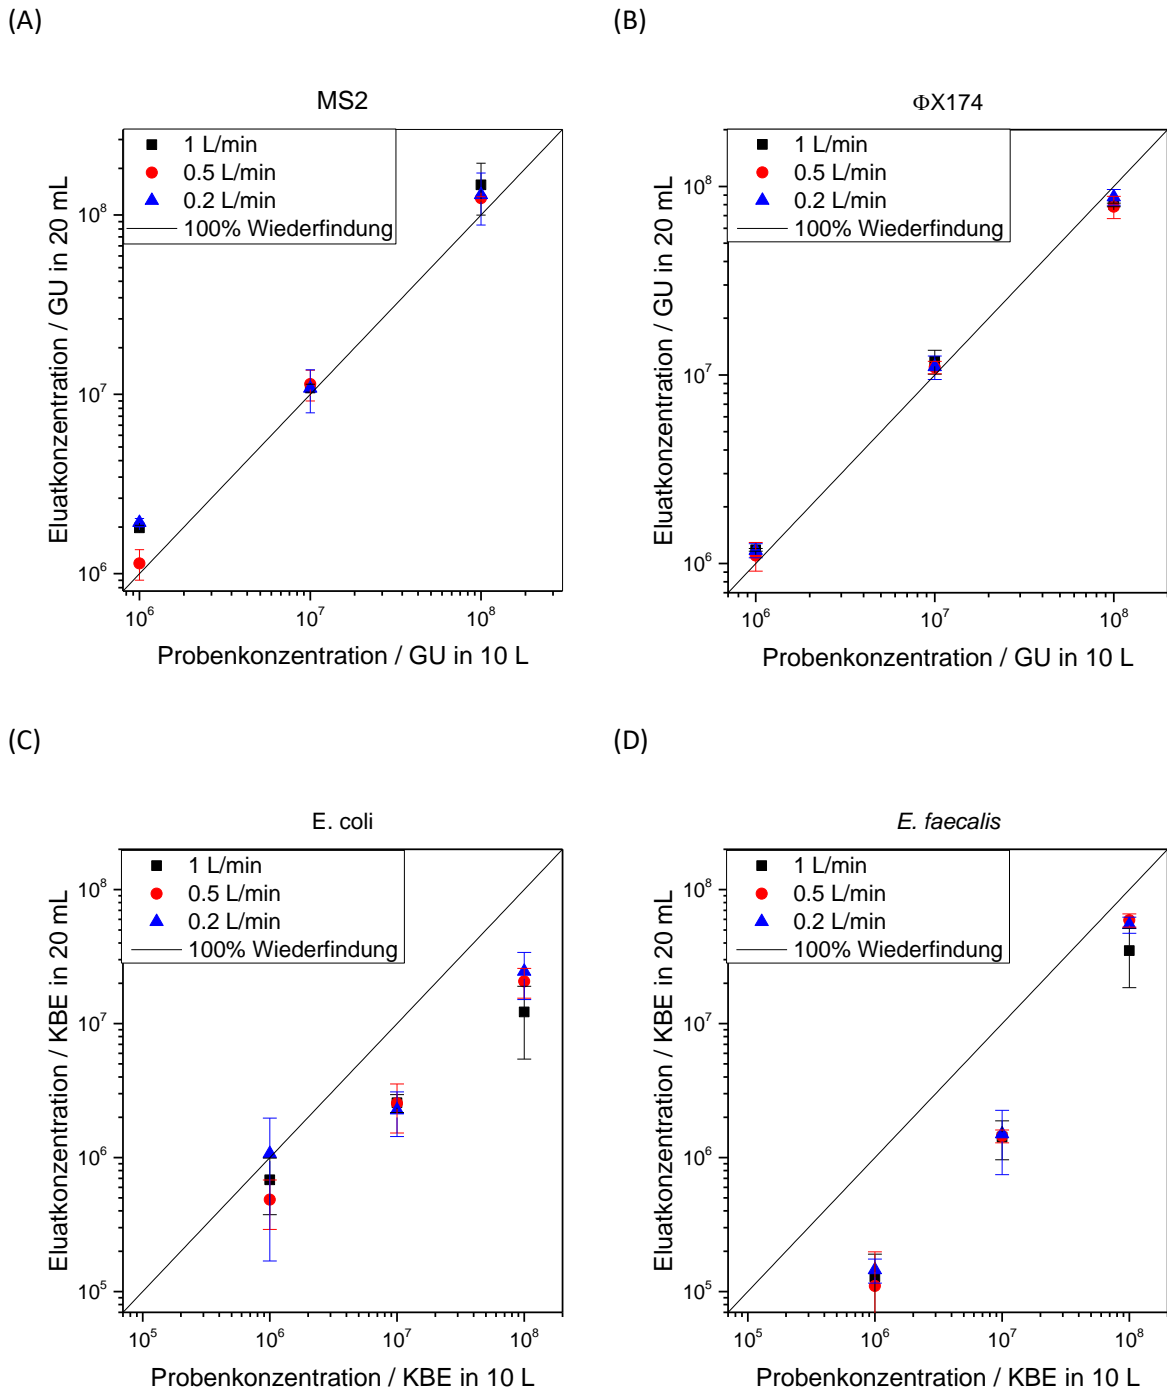 (A)
MS2
1 L/min
0.5 L/min
0.2 L/min
100% Wiederfindung
10⁸
10⁷
10⁶
Eluatkonzentration / GU in 20 mL
10⁶ 10⁷ 10⁸
Probenkonzentration / GU in 10 L
(B)
ΦX174
1 L/min
0.5 L/min
0.2 L/min
100% Wiederfindung
10⁸
10⁷
10⁶
Eluatkonzentration / GU in 20 mL
10⁶ 10⁷ 10⁸
Probenkonzentration / GU in 10 L
(C)
E. coli
1 L/min
0.5 L/min
0.2 L/min
100% Wiederfindung
10⁸
10⁷
10⁶
10⁵
Eluatkonzentration / KBE in 20 mL
10⁵ 10⁶ 10⁷ 10⁸
Probenkonzentration / KBE in 10 L
(D)
E. faecalis
1 L/min
0.5 L/min
0.2 L/min
100% Wiederfindung
10⁸
10⁷
10⁶
10⁵
Eluatkonzentration / KBE in 20 mL
10⁵ 10⁶ 10⁷ 10⁸
Probenkonzentration / KBE in 10 L